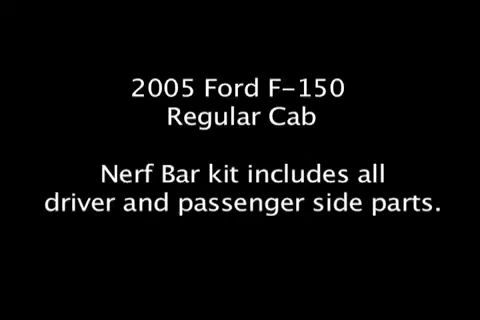 2005 Ford F-150
Regular Cab
Nerf Bar kit includes all
driver and passenger side parts.